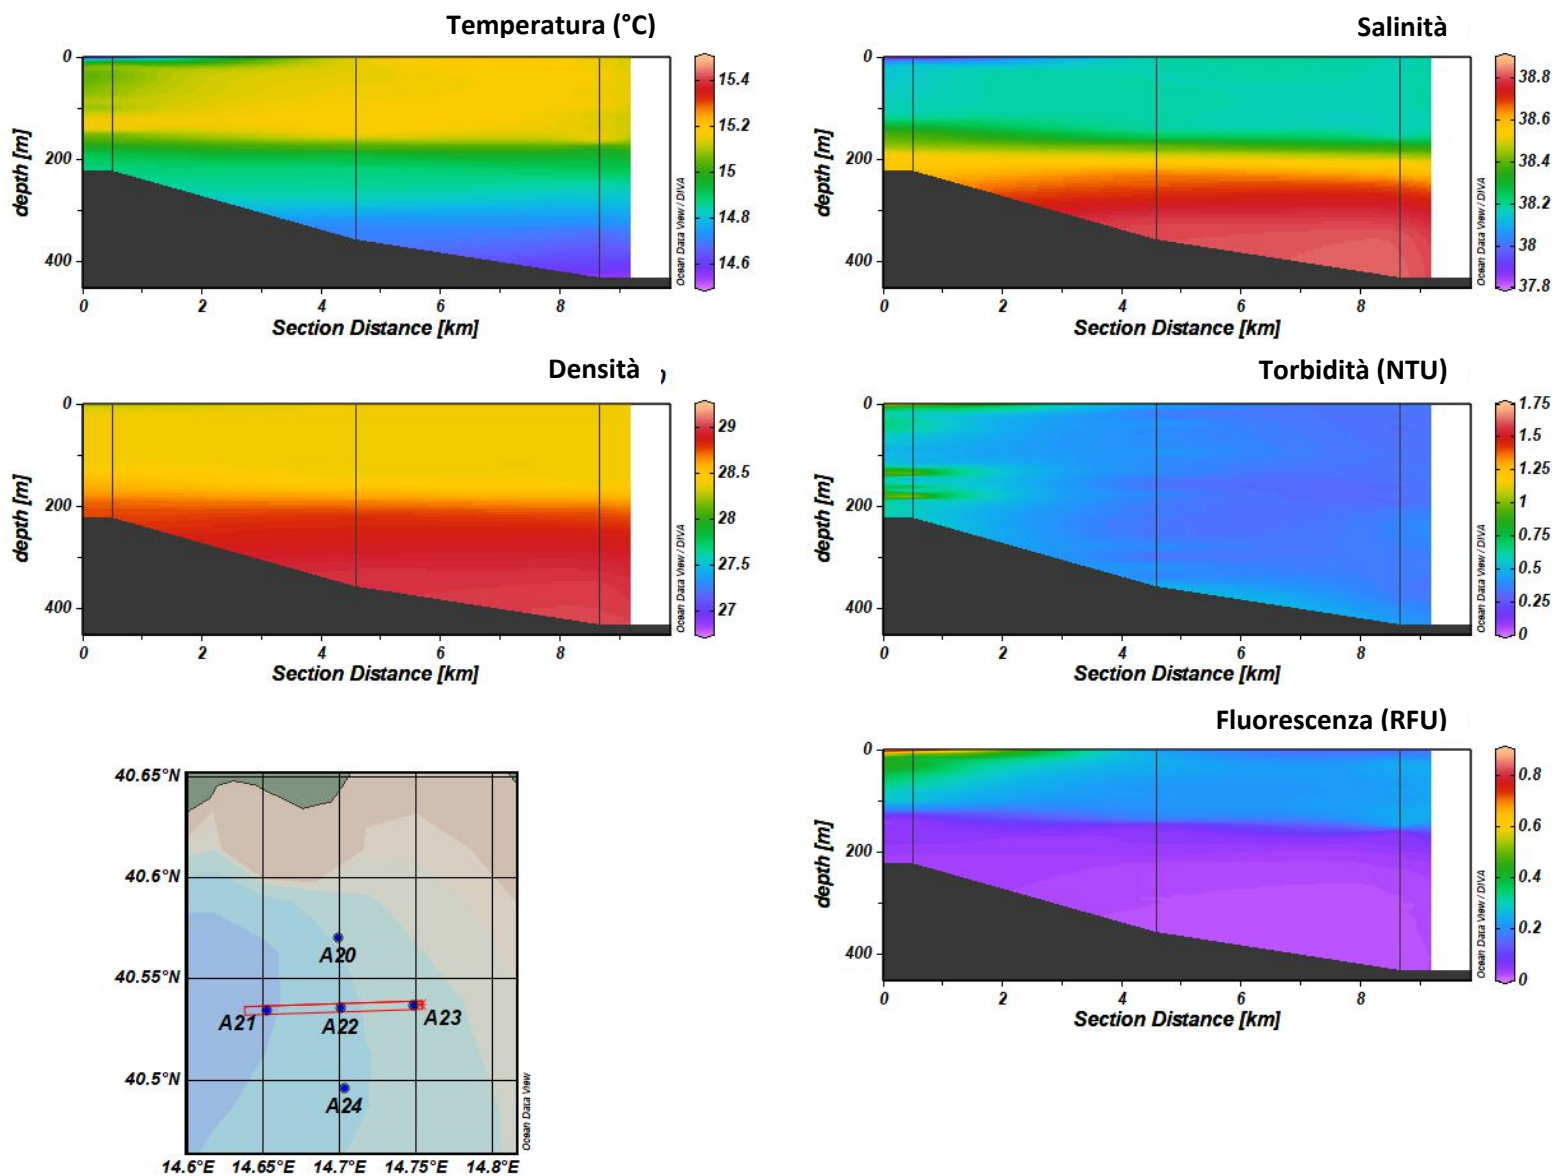 Temperatura (°C)
0
200
400
depth [m]
0 2 4 6 8
Section Distance [km]
15.4
15.2
15
14.8
14.6
Ocean Data View / DIVA
Salinità
0
200
400
depth [m]
0 2 4 6 8
Section Distance [km]
38.8
38.6
38.4
38.2
38
37.8
Ocean Data View / DIVA
Densità
0
200
400
depth [m]
0 2 4 6 8
Section Distance [km]
29
28.5
28
27.5
27
Ocean Data View / DIVA
Torbidità (NTU)
0
200
400
depth [m]
0 2 4 6 8
Section Distance [km]
1.75
1.5
1.25
1
0.75
0.5
0.25
0
Ocean Data View / DIVA
40.65°N
40.6°N
40.55°N
40.5°N
14.6°E 14.65°E 14.7°E 14.75°E 14.8°E
A20
A21
A22
A23
A24
Ocean Data View
Fluorescenza (RFU)
0
200
400
depth [m]
0 2 4 6 8
Section Distance [km]
0.8
0.6
0.4
0.2
0
Ocean Data View / DIVA